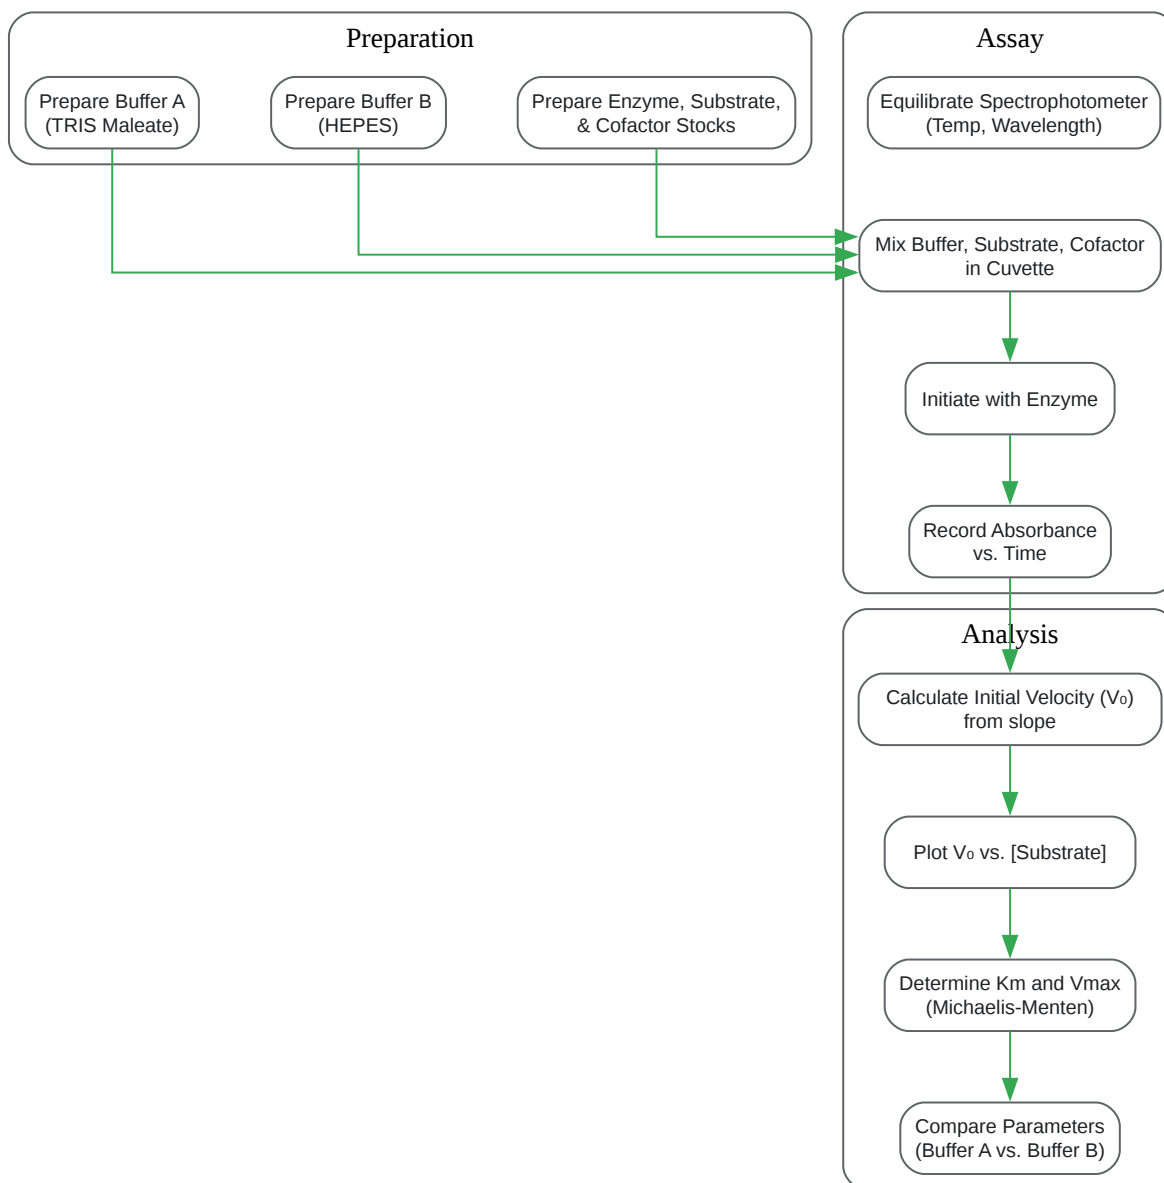 Preparation
Prepare Buffer A
(TRIS Maleate)
Prepare Buffer B
(HEPES)
Prepare Enzyme, Substrate,
& Cofactor Stocks
Assay
Equilibrate Spectrophotometer
(Temp, Wavelength)
Mix Buffer, Substrate, Cofactor
in Cuvette
Initiate with Enzyme
Record Absorbance
vs. Time
Analysis
Calculate Initial Velocity (V₀)
from slope
Plot V₀ vs. [Substrate]
Determine Km and Vmax
(Michaelis-Menten)
Compare Parameters
(Buffer A vs. Buffer B)